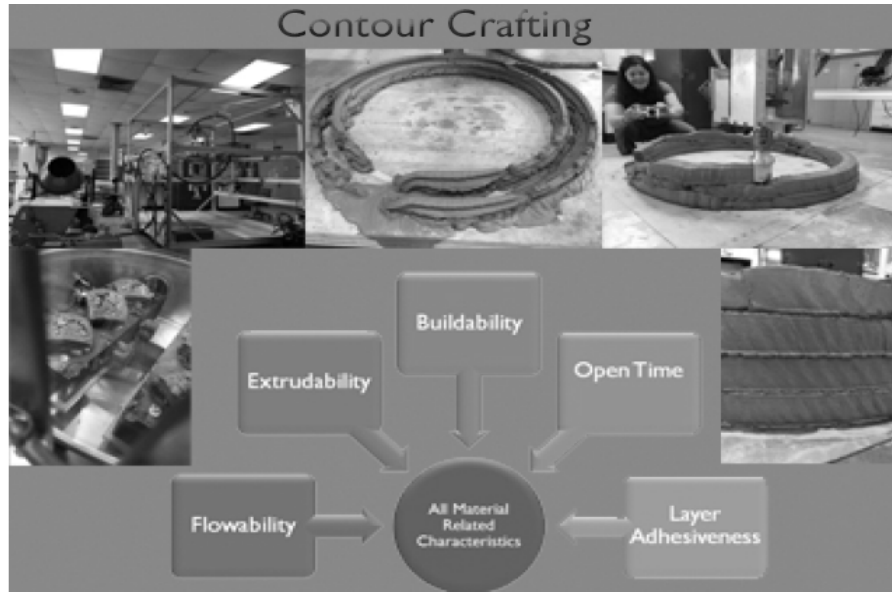 Contour Crafting
Buildability
Extrudability
Open Time
Flowability
All Material
Related
Characteristics
Layer
Adhesiveness